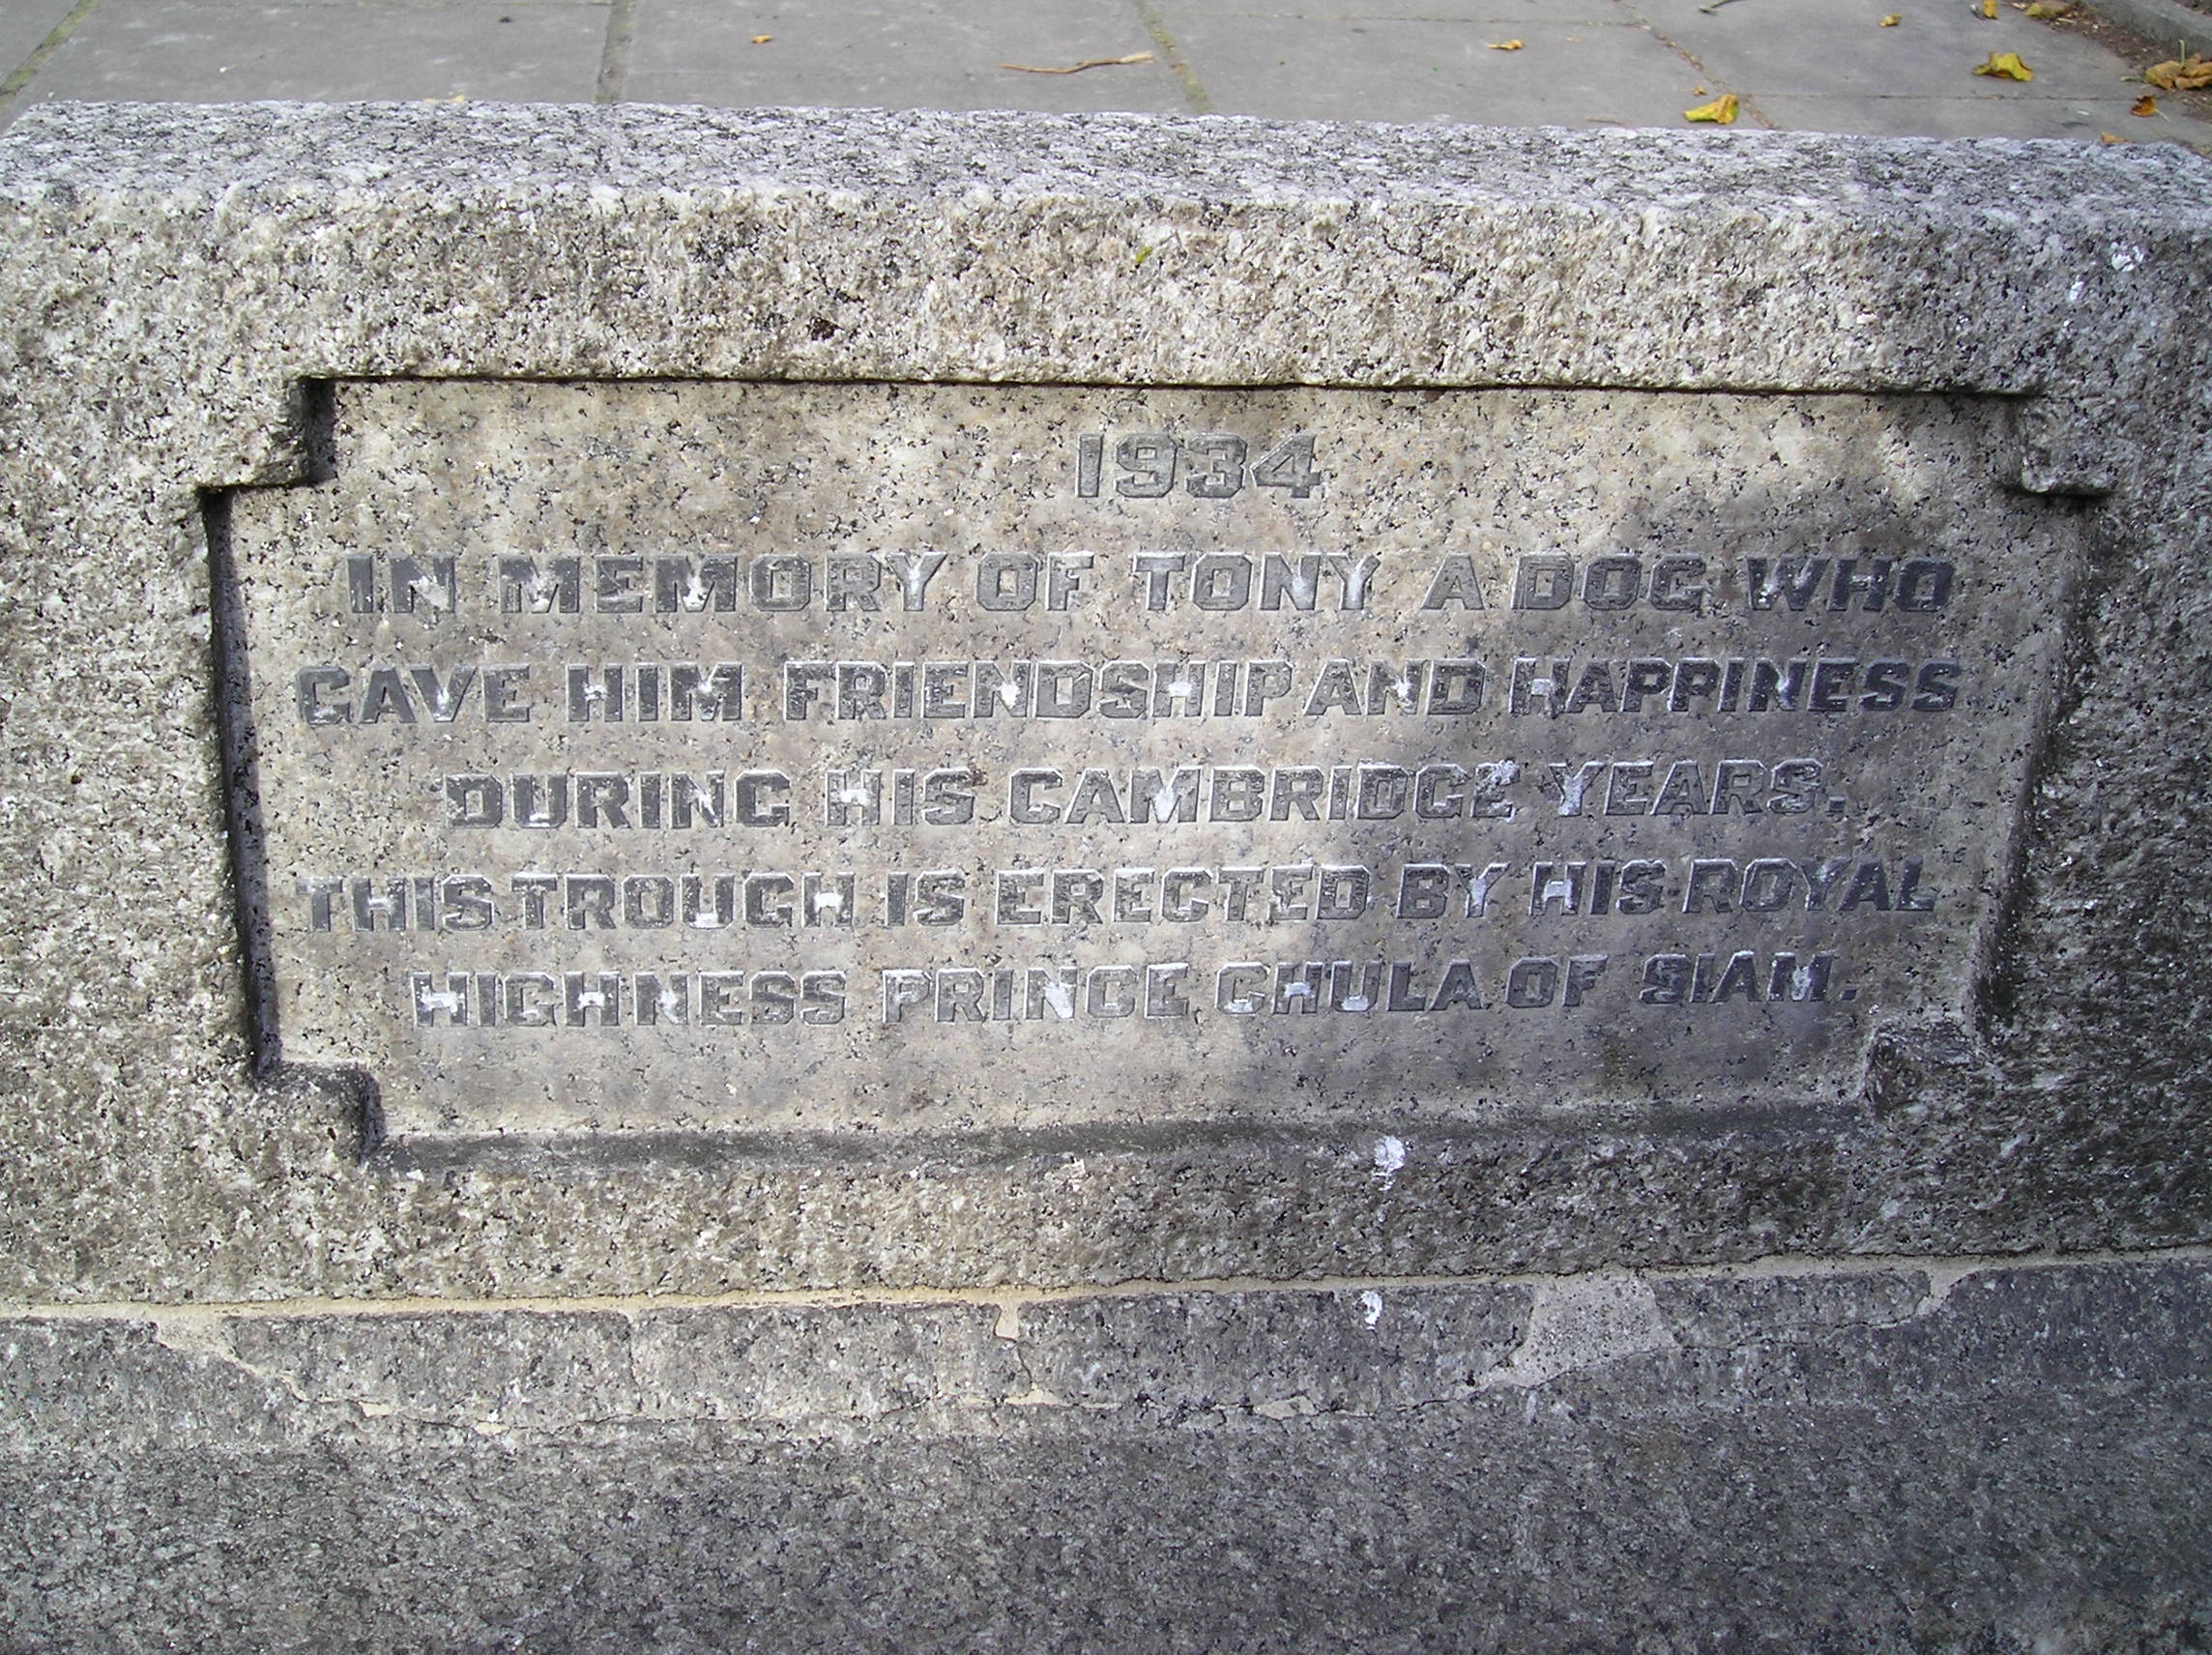 1934
IN MEMORY OF TONY A DOG WHO
GAVE HIM FRIENDSHIP AND HAPPINESS
DURING HIS CAMBRIDGE YEARS.
THIS TROUGH IS ERECTED BY HIS ROYAL
HIGHNESS PRINCE CHULA OF SIAM.